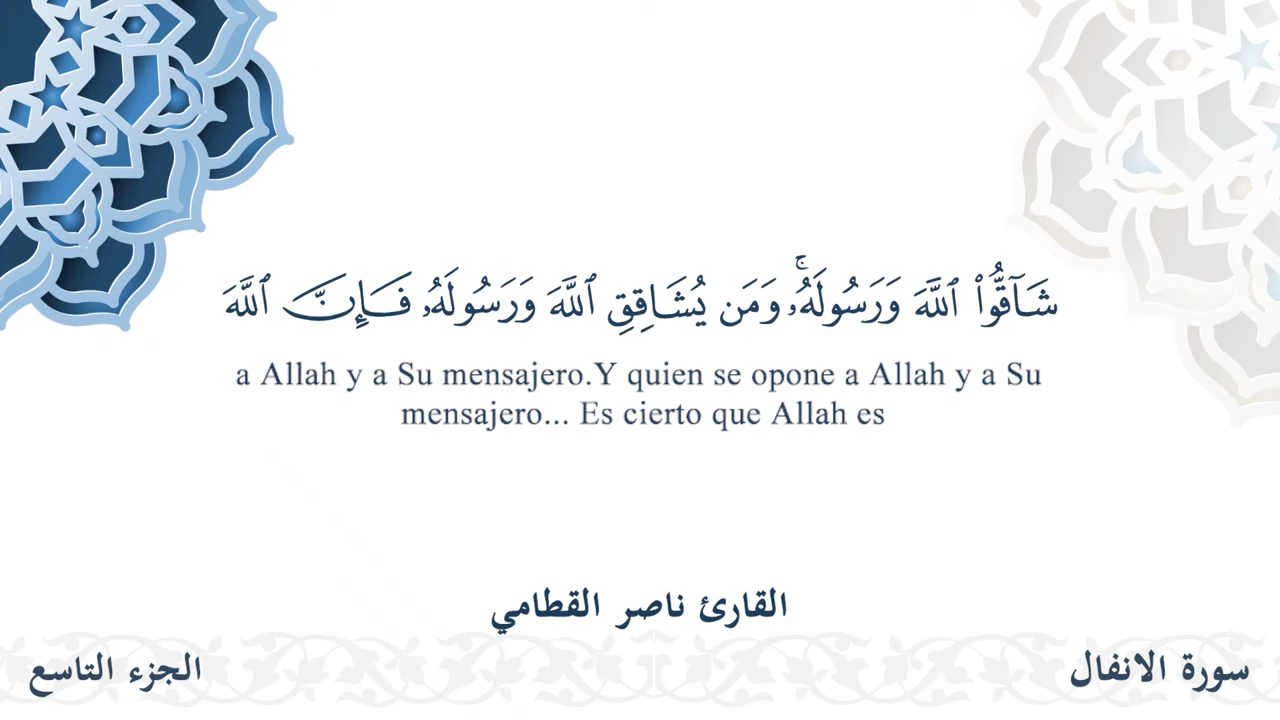 شَآقُّوا۟ ٱللَّهَ وَرَسُولَهُۥ ۚ وَمَن يُشَاقِقِ ٱللَّهَ وَرَسُولَهُۥ فَإِنَّ ٱللَّهَ
a Allah y a Su mensajero.Y quien se opone a Allah y a Su
mensajero... Es cierto que Allah es
القارئ ناصر القطامي
سورة الانفال
الجزء التاسع